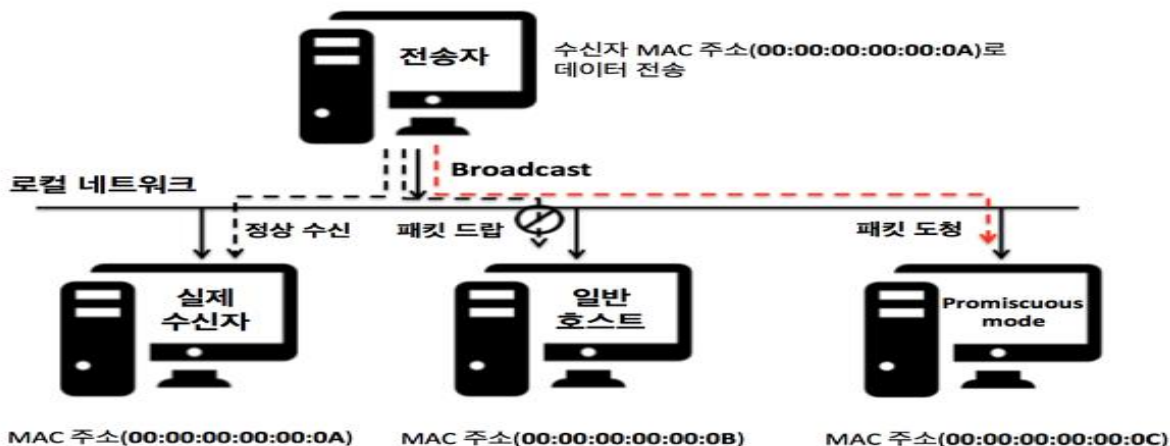 전송자
수신자 MAC 주소(00:00:00:00:00:0A)로
데이터 전송
Broadcast
로컬 네트워크
정상 수신
패킷 드랍
패킷 도청
실제
수신자
일반
호스트
Promiscuous
mode
MAC 주소(00:00:00:00:00:0A)
MAC 주소(00:00:00:00:00:0B)
MAC 주소(00:00:00:00:00:0C)